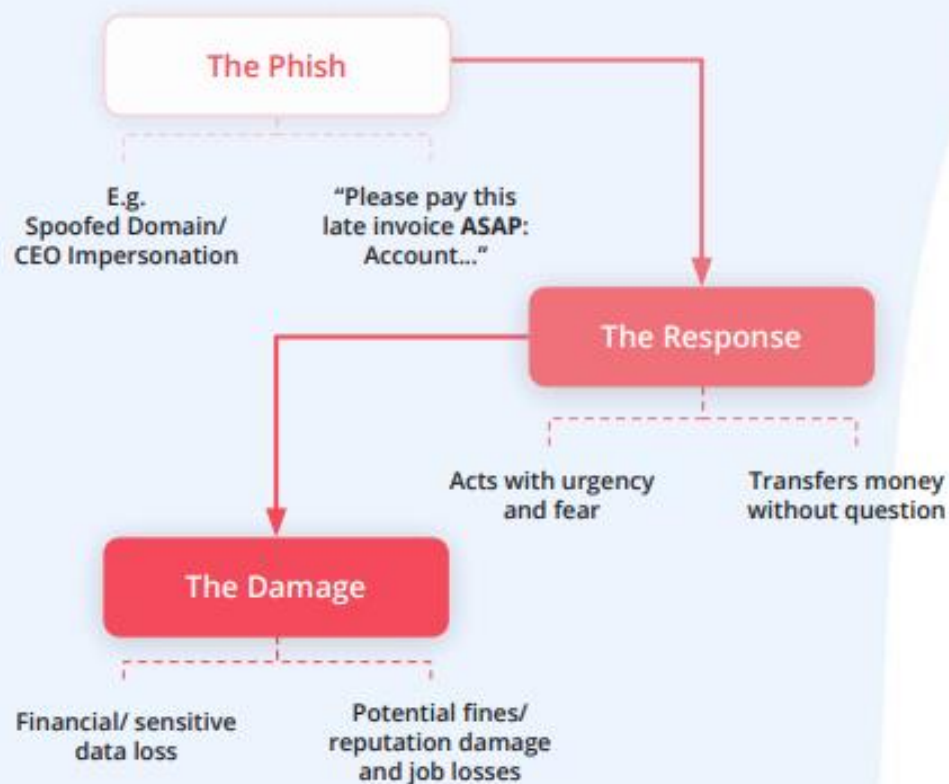 The Phish
E.g.
Spoofed Domain/
CEO Impersonation
“Please pay this
late invoice ASAP:
Account...”
The Response
Acts with urgency
and fear
Transfers money
without question
The Damage
Financial/ sensitive
data loss
Potential fines/
reputation damage
and job losses